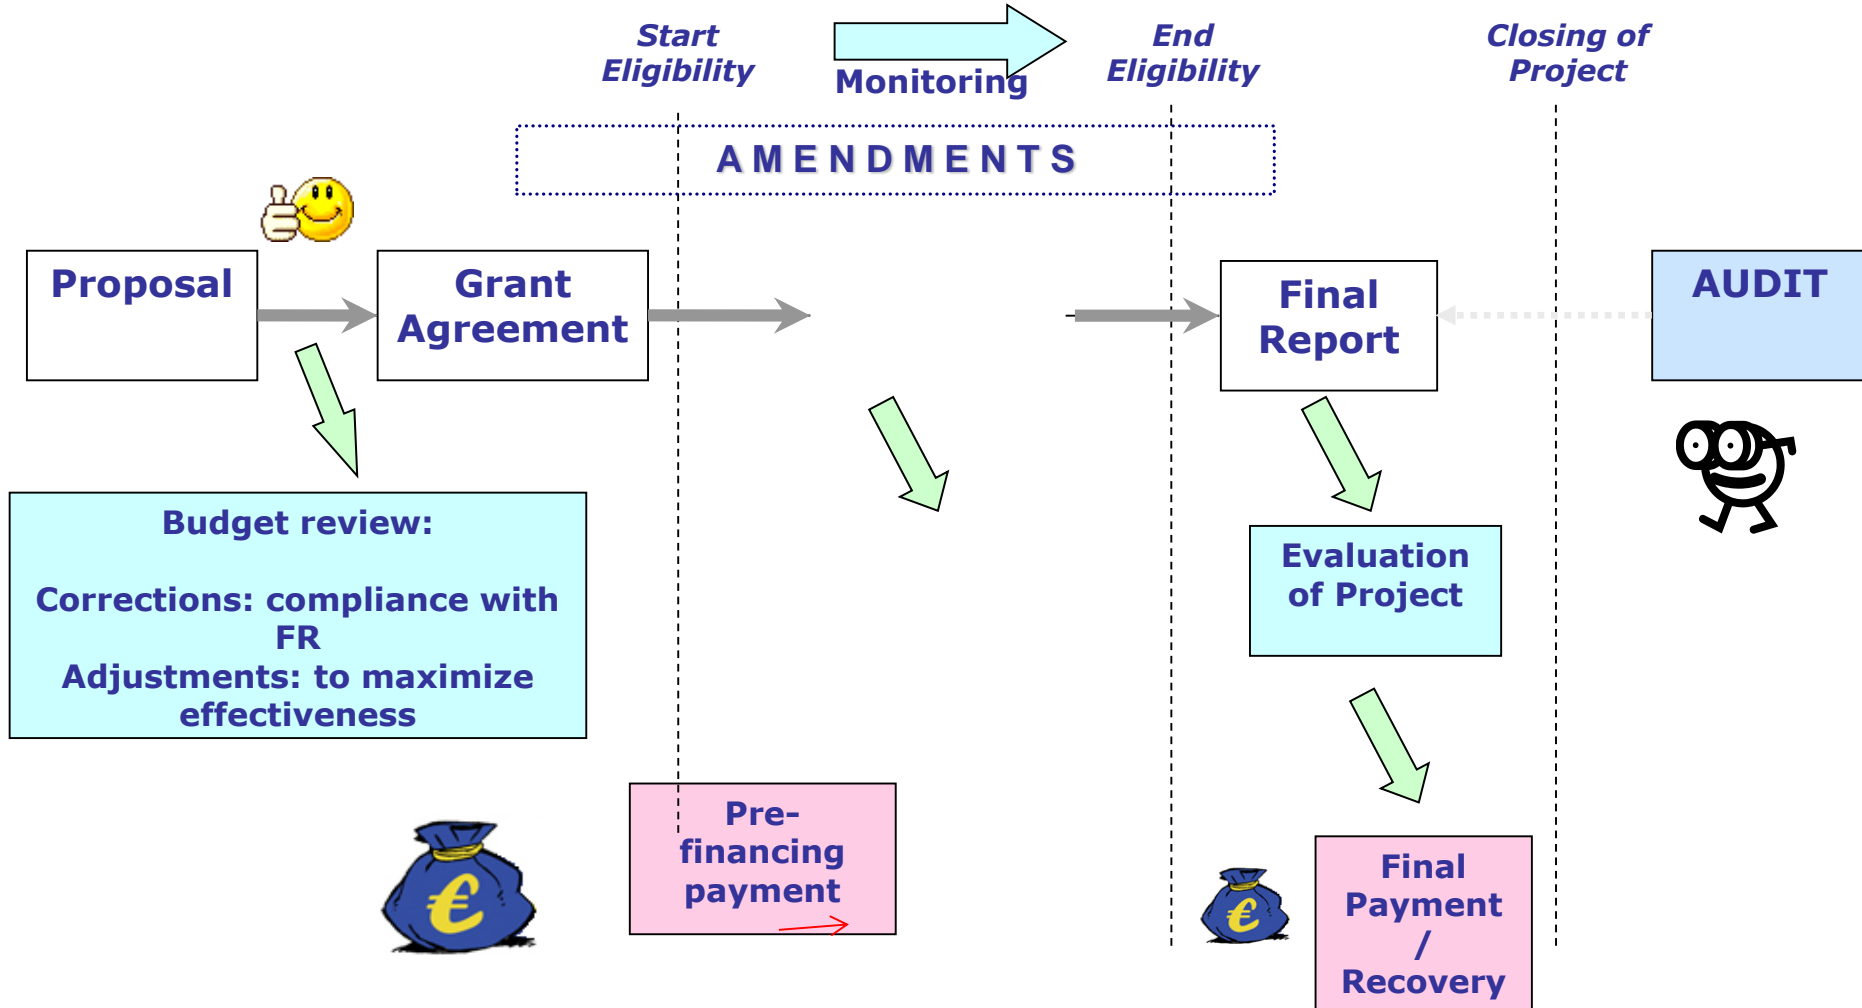 Start
Eligibility
Monitoring
End
Eligibility
Closing of
Project
AMENDMENTS
Proposal
Grant
Agreement
Final
Report
AUDIT
Budget review:
Corrections: compliance with
FR
Adjustments: to maximize
effectiveness
Evaluation
of Project
Pre-
financing
payment
€
€
Final
Payment
/
Recovery